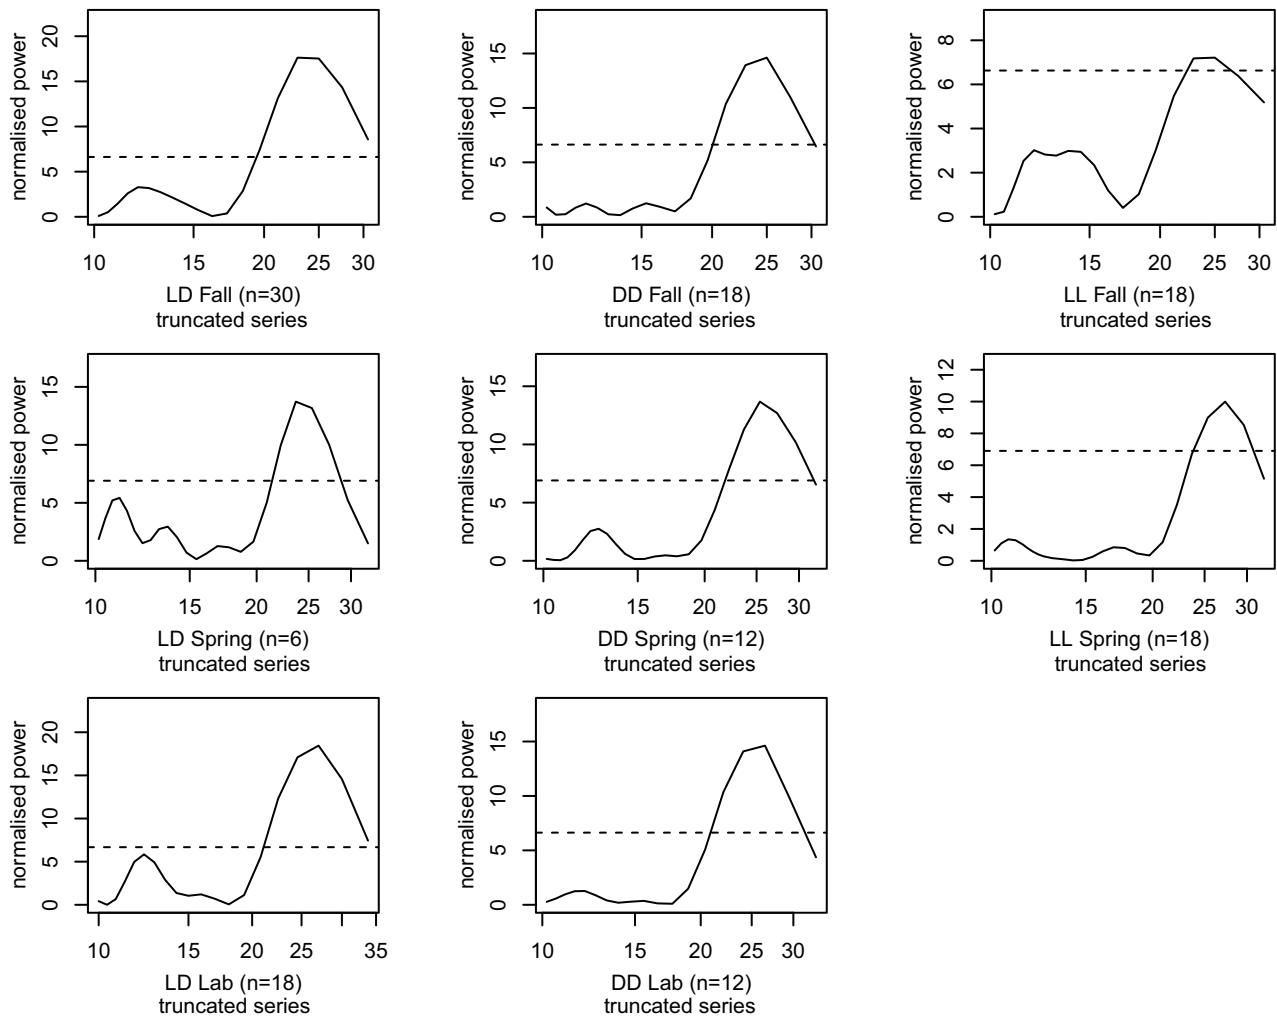 normalised power
20
15
10
5
0
10 15 20 25 30
LD Fall (n=30)
truncated series
normalised power
15
10
5
0
10 15 20 25 30
DD Fall (n=18)
truncated series
normalised power
8
6
4
2
0
10 15 20 25 30
LL Fall (n=18)
truncated series
normalised power
15
10
5
0
10 15 20 25 30
LD Spring (n=6)
truncated series
normalised power
15
10
5
0
10 15 20 25 30
DD Spring (n=12)
truncated series
normalised power
12
10
8
6
4
2
0
10 15 20 25 30
LL Spring (n=18)
truncated series
normalised power
20
15
10
5
0
10 15 20 25 35
LD Lab (n=18)
truncated series
normalised power
15
10
5
0
10 15 20 25 30
DD Lab (n=12)
truncated series